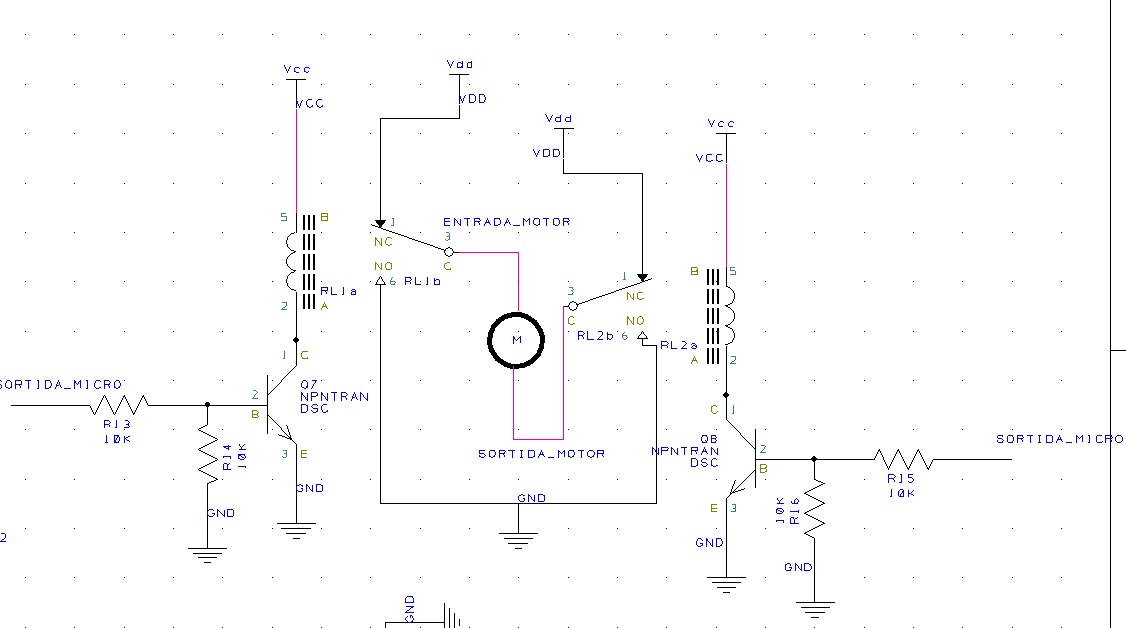 Vcc
VCC
Vdd
VDD
Vdd
VDD
Vcc
VCC
5
B
RL1a
2
A
1
NC
ENTRADA_MOTOR
3
C
NO
6
RL1b
M
1
NC
3
C
NO
RL2b
6
B
5
RL2a
A
2
SORTIDA_MICRO
R13
10K
R14
10K
GND
1
C
2
B
Q7
NPNTRAN
DSC
3
E
GND
SORTIDA_MOTOR
GND
C
1
Q8
NPNTRAN
DSC
2
B
E
3
GND
SORTIDA_MICRO
R15
10K
10K
R16
GND
2
GND